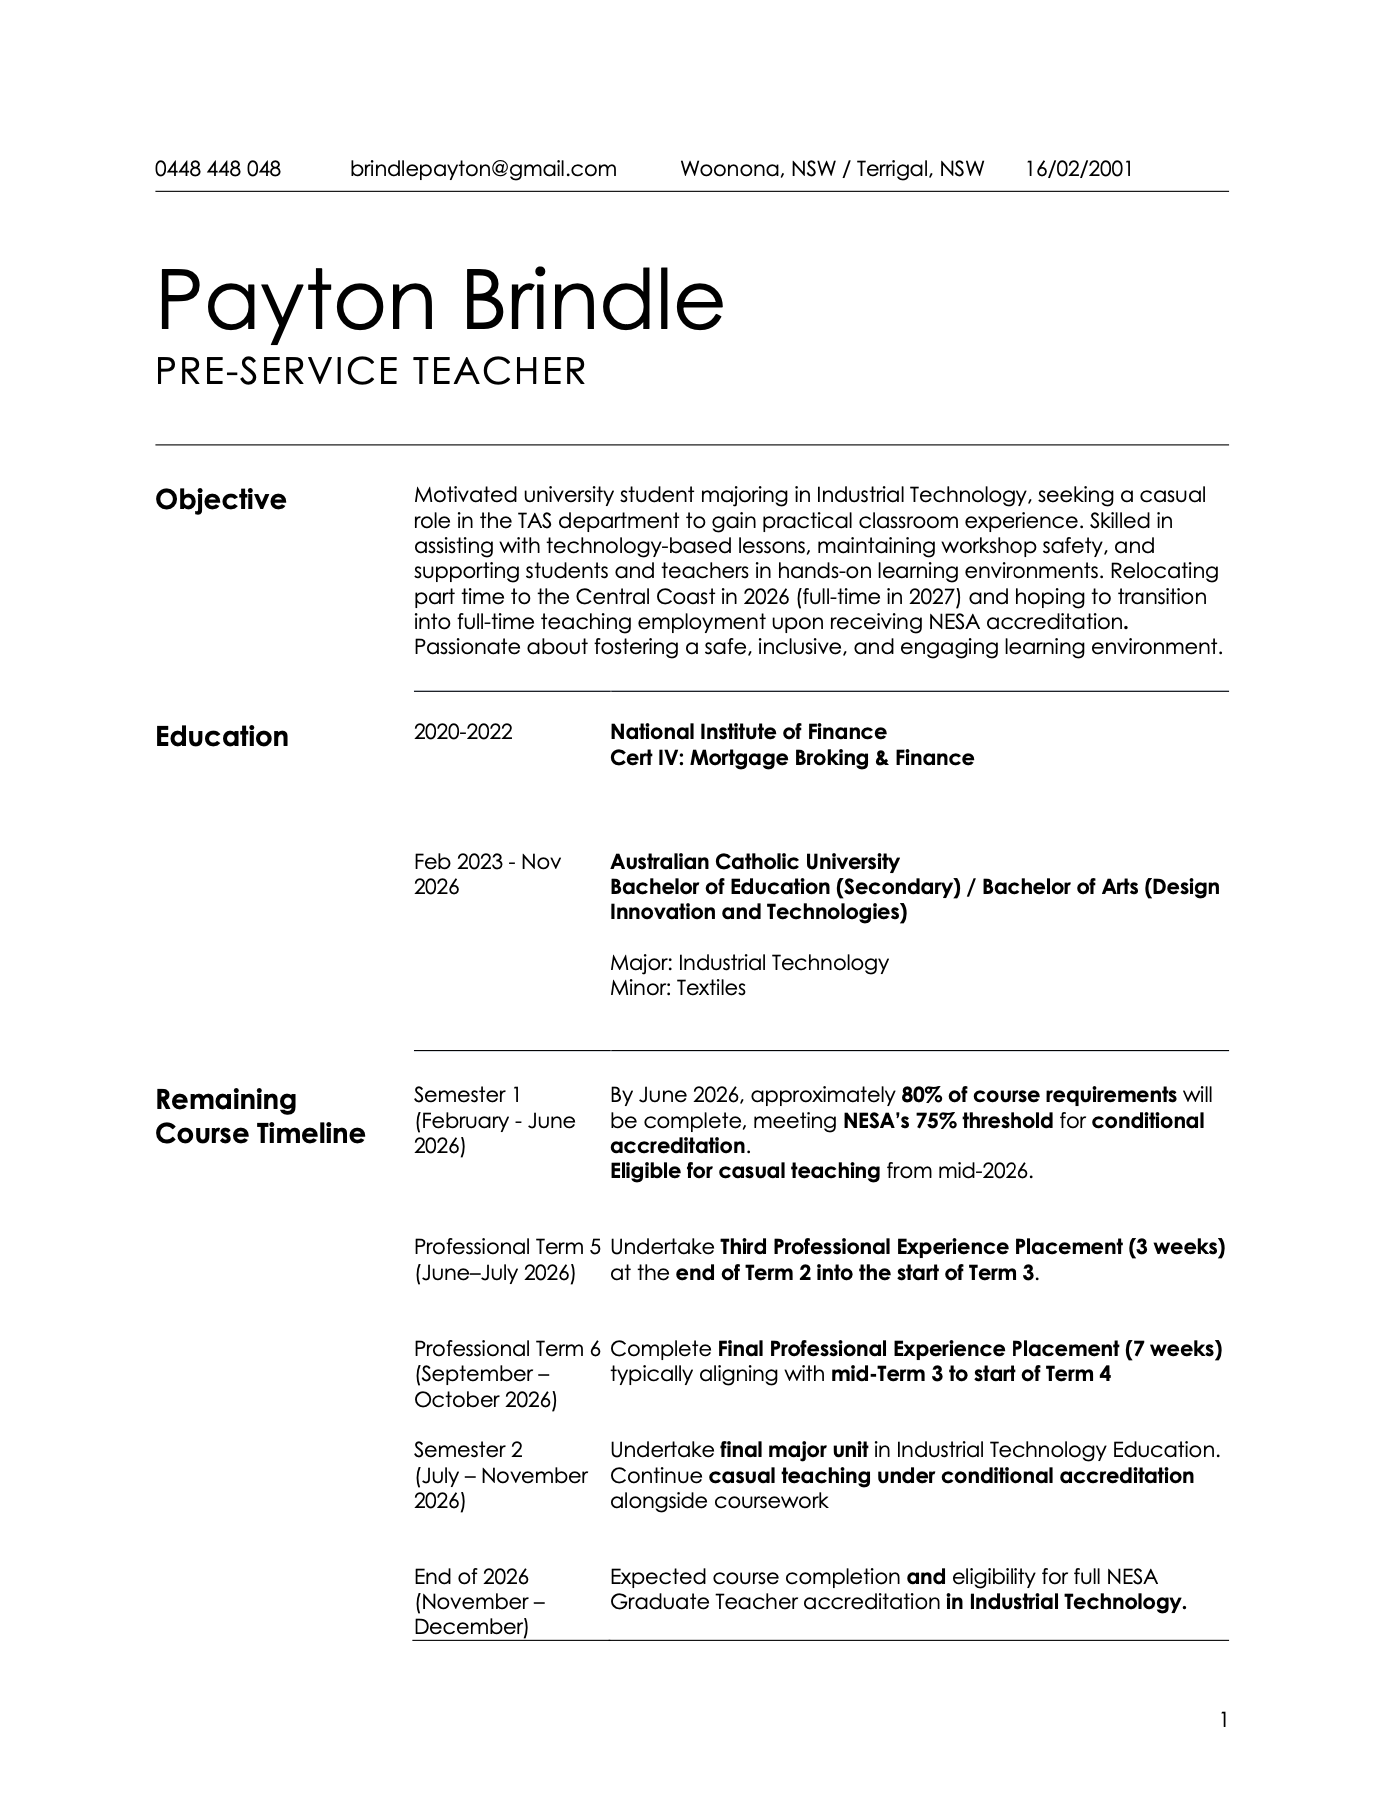 0448 448 048 brindlepayton@gmail.com Woonona, NSW / Terrigal, NSW 16/02/2001
Payton Brindle
PRE-SERVICE TEACHER
Objective
Motivated university student majoring in Industrial Technology, seeking a casual
role in the TAS department to gain practical classroom experience. Skilled in
assisting with technology-based lessons, maintaining workshop safety, and
supporting students and teachers in hands-on learning environments. Relocating
part time to the Central Coast in 2026 (full-time in 2027) and hoping to transition
into full-time teaching employment upon receiving NESA accreditation.
Passionate about fostering a safe, inclusive, and engaging learning environment.
Education
2020-2022
National Institute of Finance
Cert IV: Mortgage Broking & Finance
Feb 2023 - Nov
2026
Australian Catholic University
Bachelor of Education (Secondary) / Bachelor of Arts (Design
Innovation and Technologies)
Major: Industrial Technology
Minor: Textiles
Remaining
Course Timeline
Semester 1
(February - June
2026)
By June 2026, approximately 80% of course requirements will
be complete, meeting NESA's 75% threshold for conditional
accreditation.
Eligible for casual teaching from mid-2026.
Professional Term 5
(June–July 2026)
Undertake Third Professional Experience Placement (3 weeks)
at the end of Term 2 into the start of Term 3.
Professional Term 6
(September –
October 2026)
Complete Final Professional Experience Placement (7 weeks)
typically aligning with mid-Term 3 to start of Term 4
Semester 2
(July – November
2026)
Undertake final major unit in Industrial Technology Education.
Continue casual teaching under conditional accreditation
alongside coursework
End of 2026
(November –
December)
Expected course completion and eligibility for full NESA
Graduate Teacher accreditation in Industrial Technology.
1